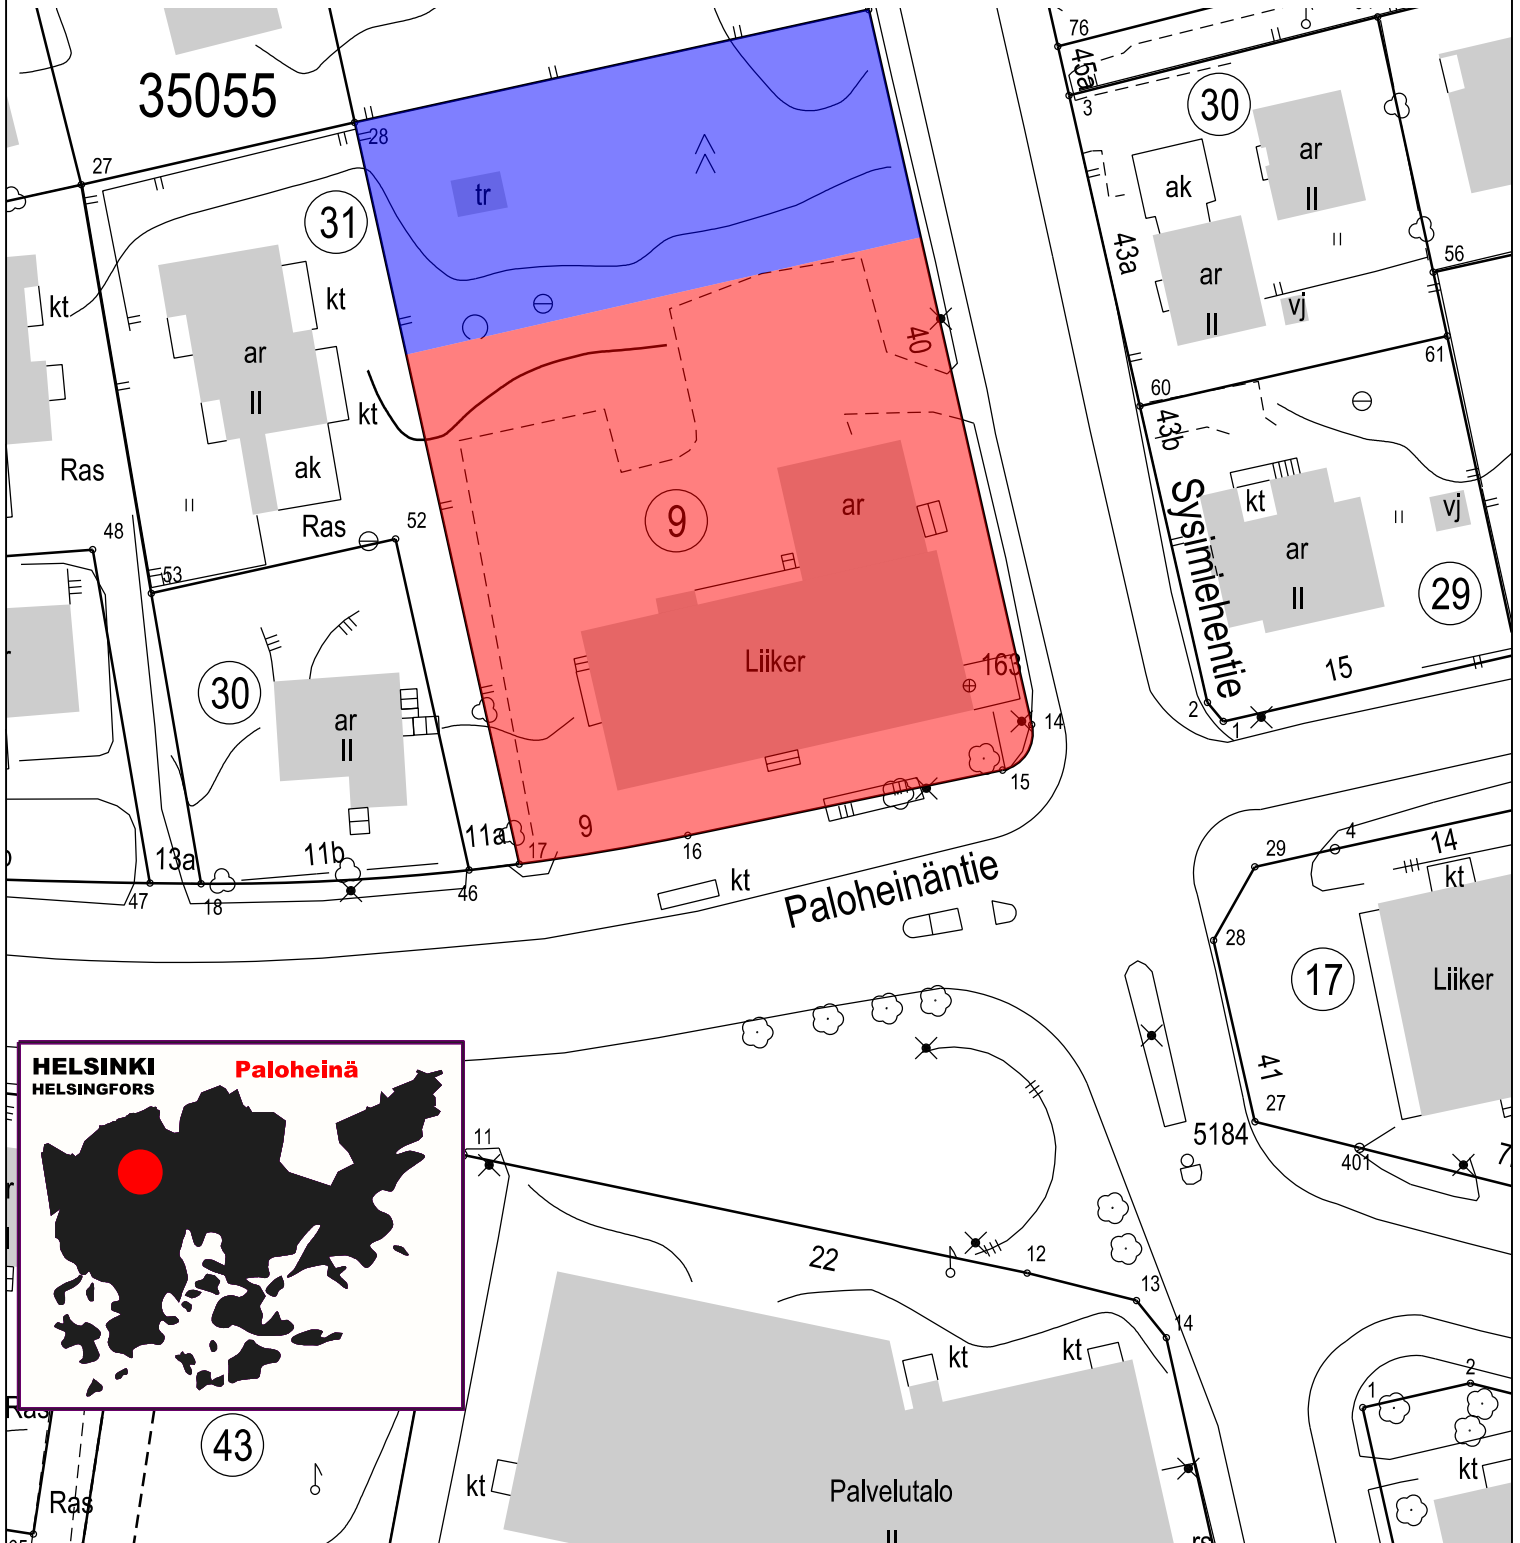 76
45a
3
30
ar
II
ak
35055
27
28
tr
31
43a
ar
II
vj
56
kt
kt
40
61
ar
II
kt
60
43b
Ras
ak
Ras
52
48
53
9
ar
Sysimiehentie
kt
vj
ar
II
29
15
30
ar
II
Liiker
163
14
2
1
15
9
11a
11b
13a
17
16
46
47
18
kt
Paloheinäntie
29
4
14
kt
28
17
Liiker
41
27
5184
401
HELSINKI
HELSINGFORS
Paloheinä
11
22
12
13
14
kt
kt
1
2
Ras
43
Ras
kt
Palvelutalo
II
kt